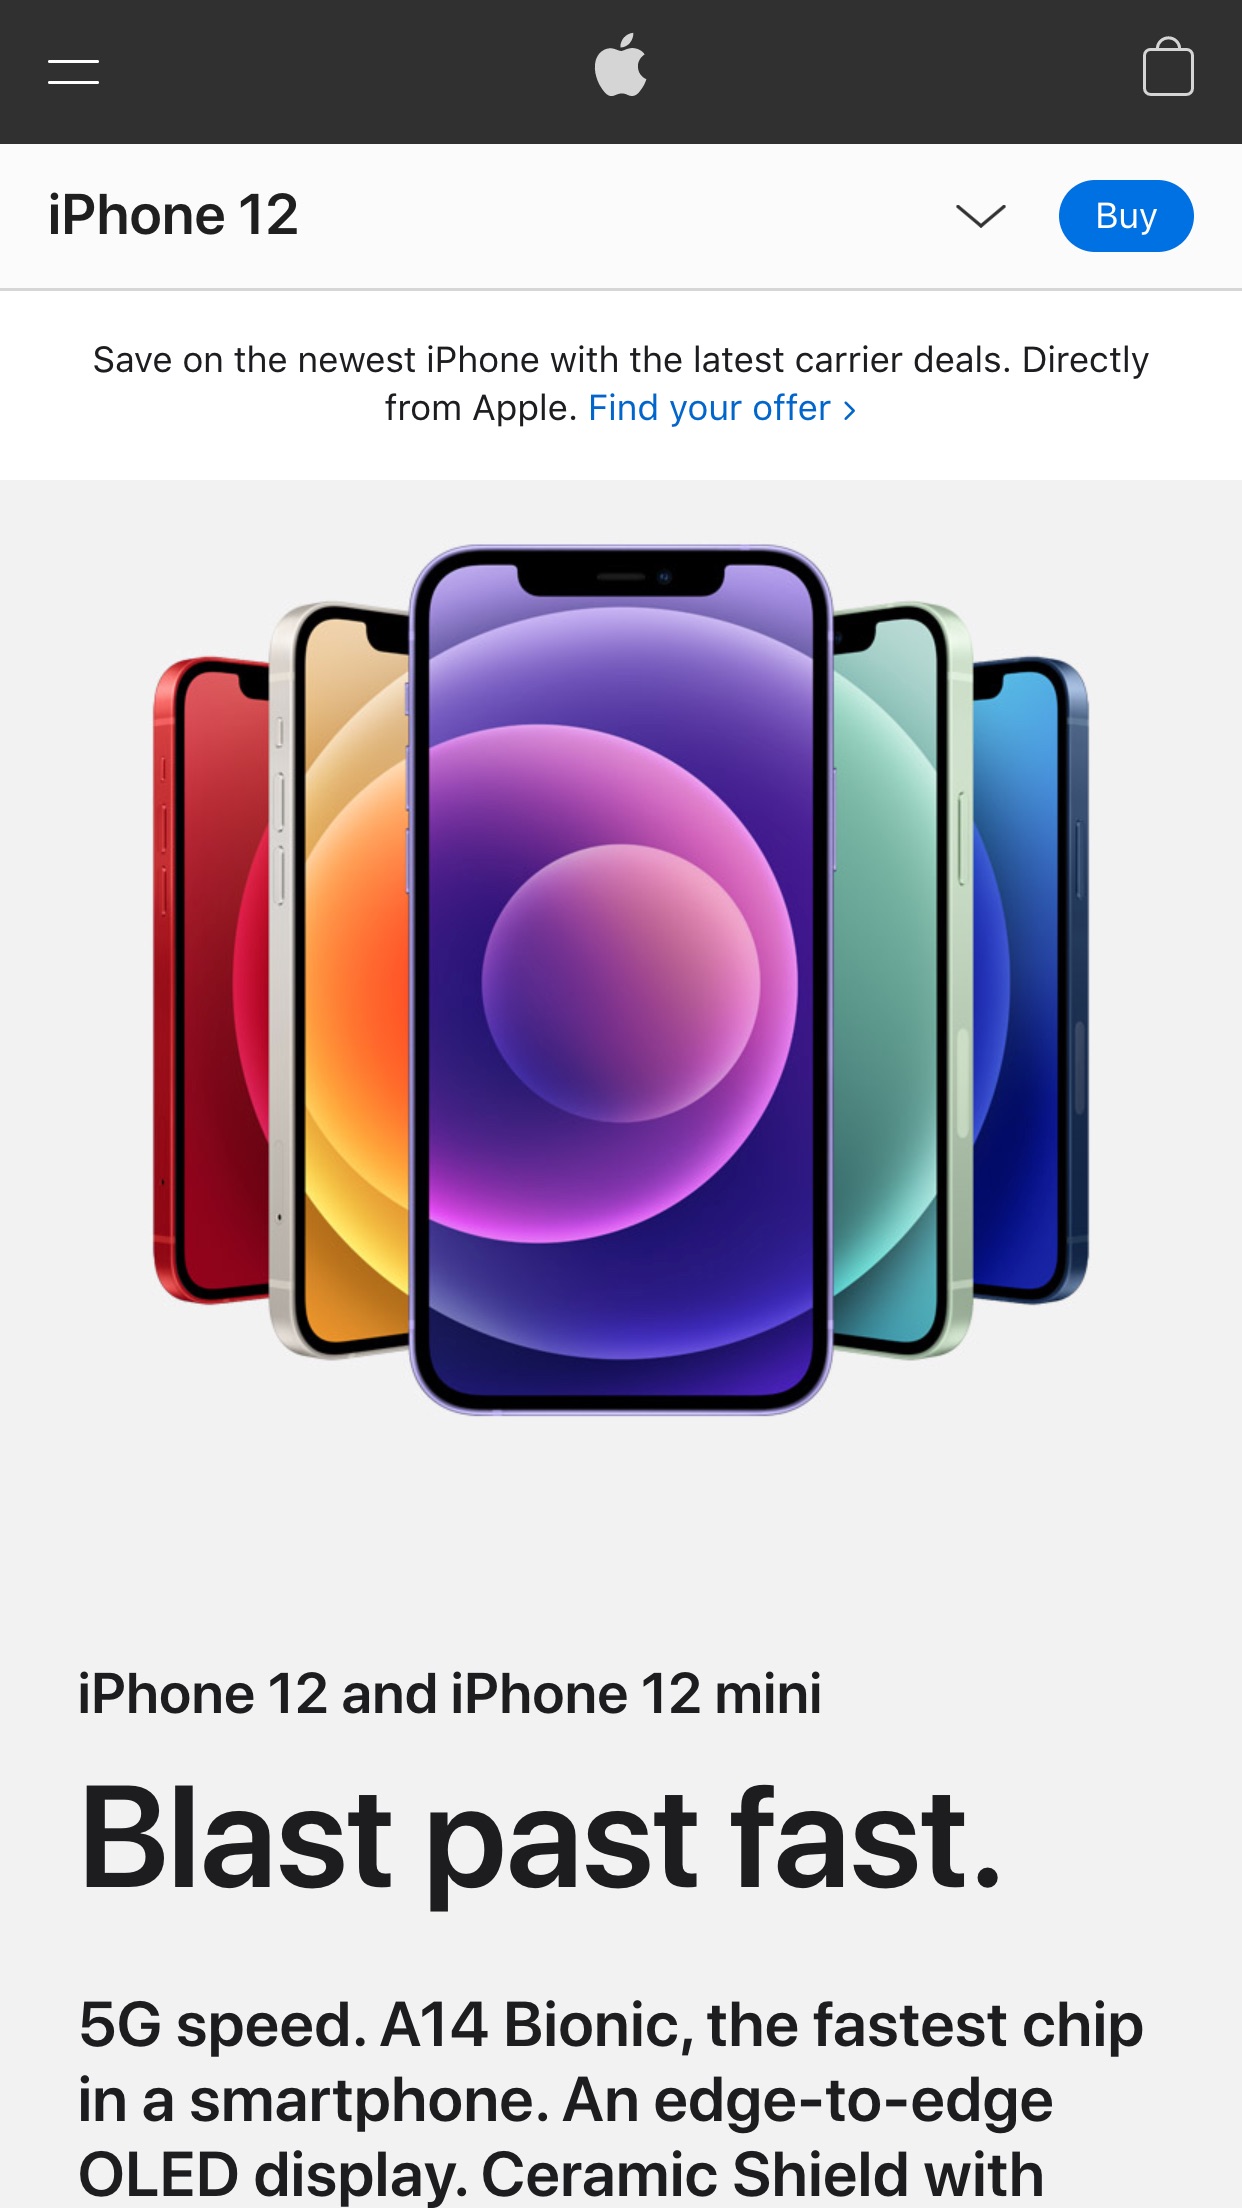 iPhone 12
Buy
Save on the newest iPhone with the latest carrier deals. Directly
from Apple. Find your offer >
iPhone 12 and iPhone 12 mini
Blast past fast.
5G speed. A14 Bionic, the fastest chip
in a smartphone. An edge-to-edge
OLED display. Ceramic Shield with